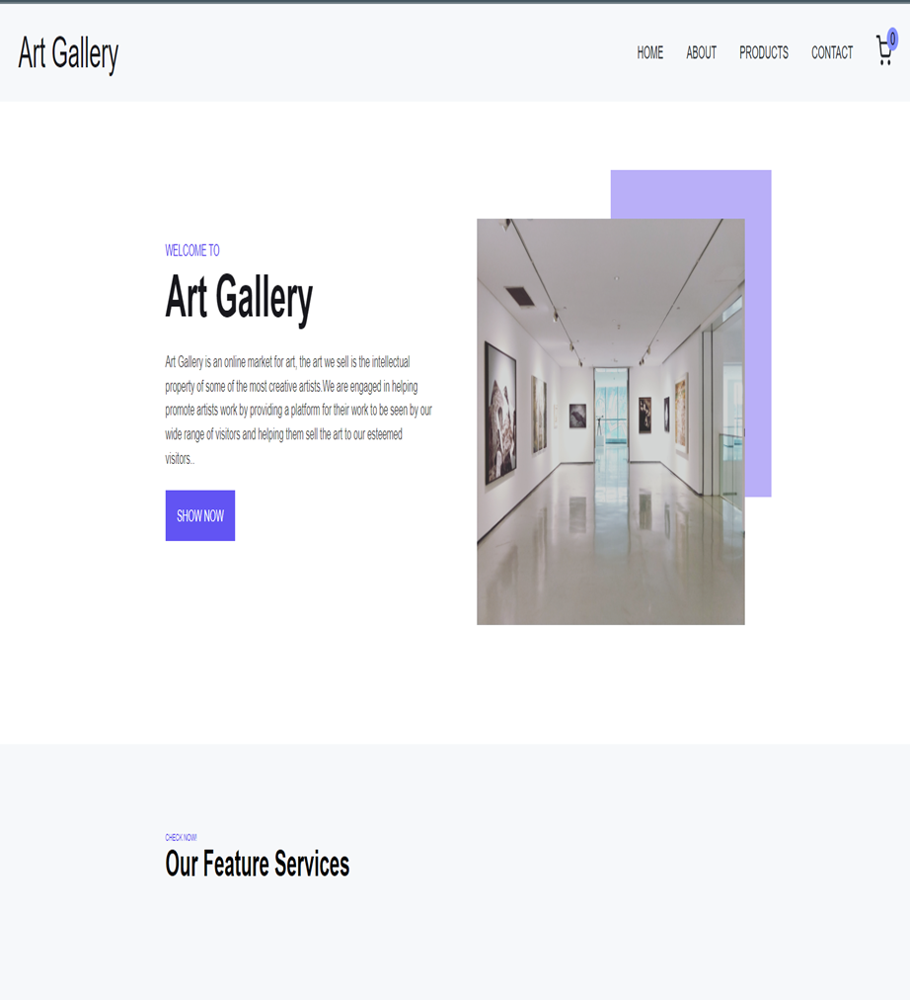 Art Gallery
HOME ABOUT PRODUCTS CONTACT 0
WELCOME TO
Art Gallery
Art Gallery is an online market for art, the art we sell is the intellectual
property of some of the most creative artists.We are engaged in helping
promote artists work by providing a platform for their work to be seen by our
wide range of visitors and helping them sell the art to our esteemed
visitors..
SHOW NOW
CHECK NOW!
Our Feature Services